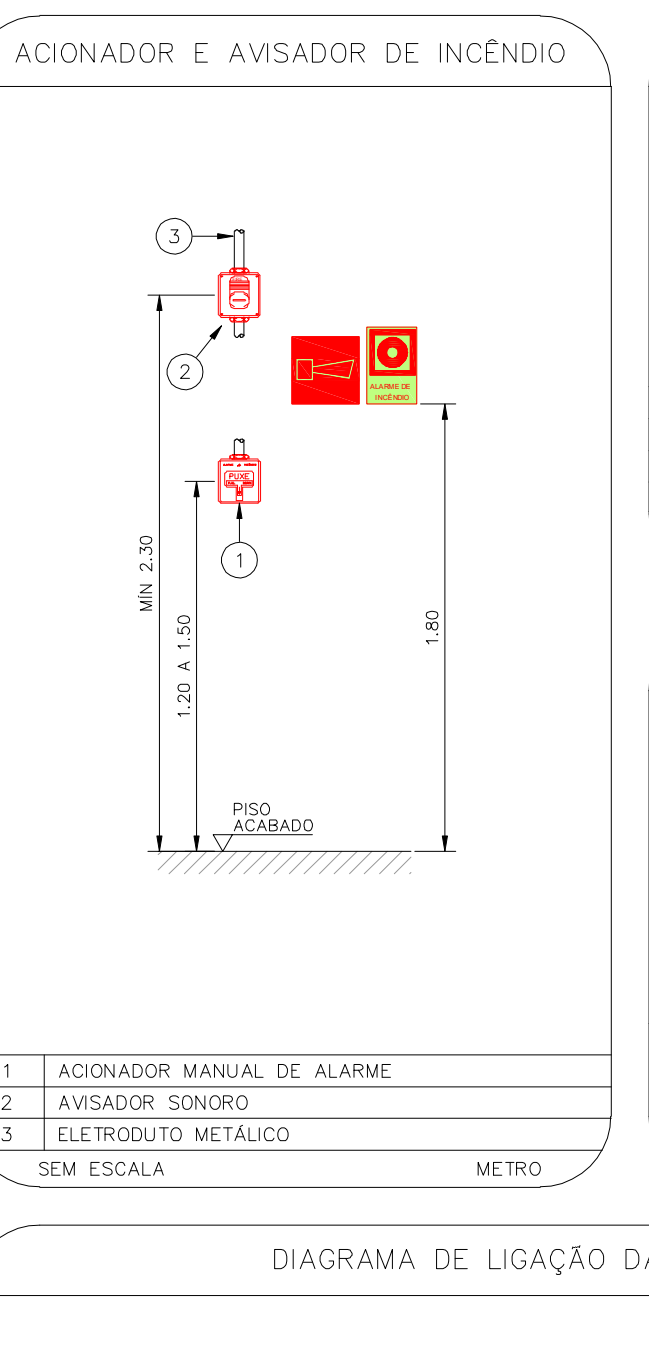 ACIONADOR E AVISADOR DE INCÊNDIO
3
2
ALARME DE
INCÊNDIO
PUXE
1
MÍN 2.30
1.20 A 1.50
1.80
PISO
ACABADO
1 ACIONADOR MANUAL DE ALARME
2 AVISADOR SONORO
3 ELETRODUTO METÁLICO
SEM ESCALA METRO
DIAGRAMA DE LIGAÇÃO DA